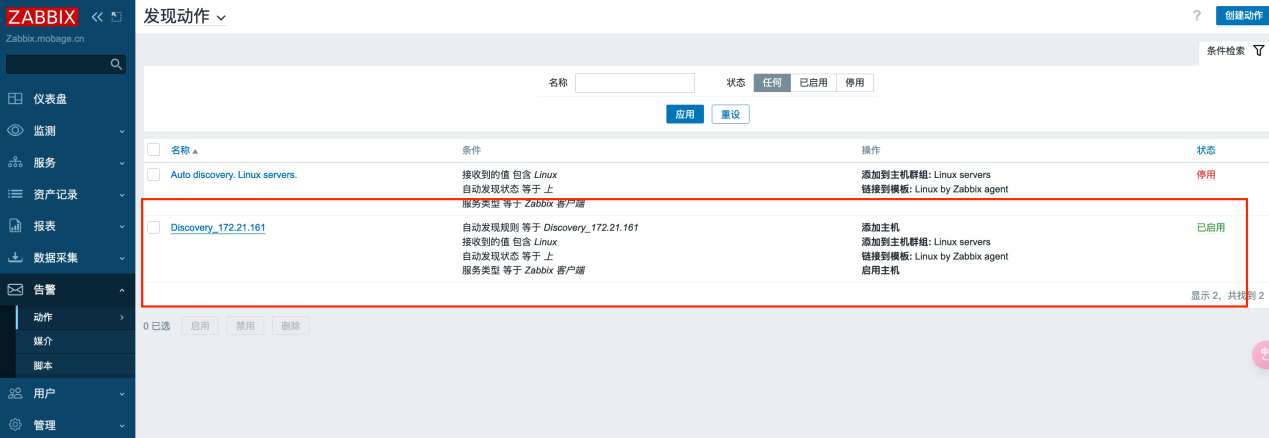 ZABBIX
Zabbix.mobage.cn
仪表盘
监测
服务
资产记录
报表
数据采集
告警
动作
媒介
脚本
用户
管理
发现动作
?
创建动作
条件检索
名称
状态 任何 已启用 停用
应用 重设
名称 条件 操作 状态
Auto discovery. Linux servers.
接收到的值 包含 Linux
自动发现状态 等于 上
服务类型 等于 Zabbix 客户端
添加到主机群组: Linux servers
链接到模板: Linux by Zabbix agent
停用
Discovery_172.21.161
自动发现规则 等于 Discovery_172.21.161
接收到的值 包含 Linux
自动发现状态 等于 上
服务类型 等于 Zabbix 客户端
添加主机
添加到主机群组: Linux servers
链接到模板: Linux by Zabbix agent
启用主机
已启用
显示 2，共找到 2
0 已选 启用 禁用 删除